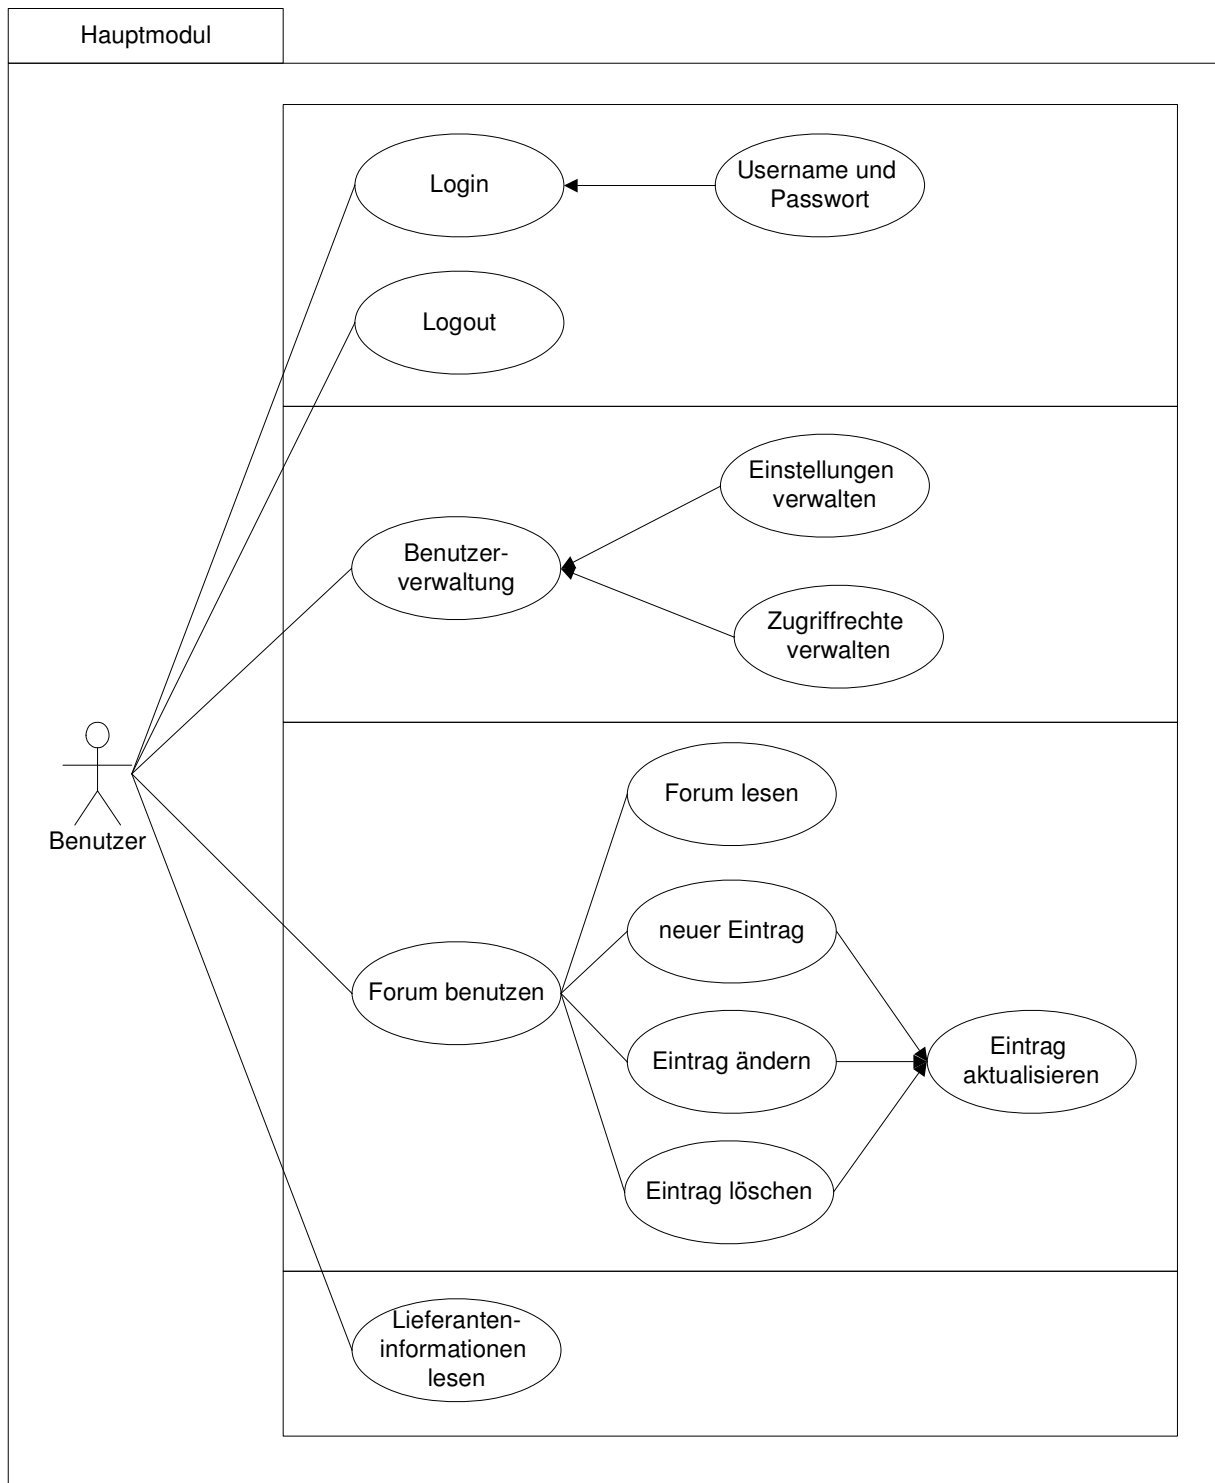 Hauptmodul
Login
Username und
Passwort
Logout
Einstellungen
verwalten
Benutzer-
verwaltung
Zugriffrechte
verwalten
Benutzer
Forum lesen
neuer Eintrag
Forum benutzen
Eintrag ändern
Eintrag
aktualisieren
Eintrag löschen
Lieferanten-
informationen
lesen